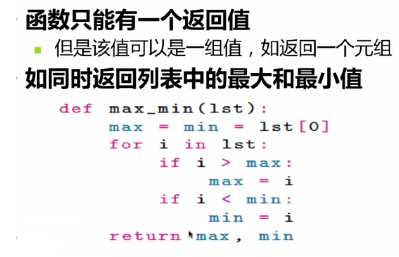 函数只能有一个返回值
但是该值可以是一组值，如返回一个元组
如同时返回列表中的最大和最小值
def max_min(lst):
    max = min = lst[0]
    for i in lst:
        if i > max:
            max = i
        if i < min:
            min = i
    return max, min